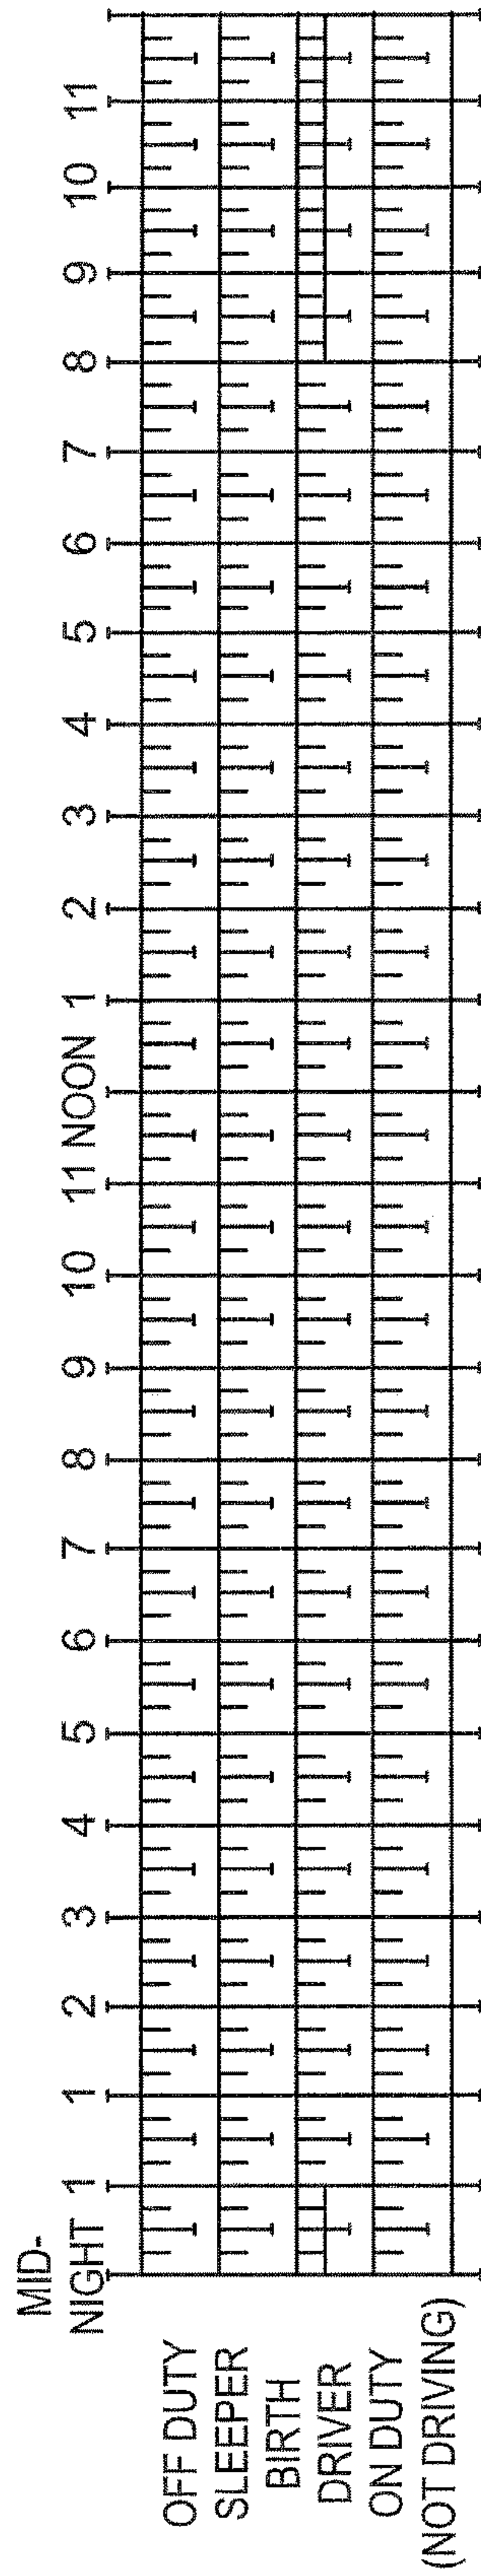 MID-
NIGHT 1 1 2 3 4 5 6 7 8 9 10 11 NOON 1 2 3 4 5 6 7 8 9 10 11
OFF DUTY
SLEEPER
BIRTH
DRIVER
ON DUTY
(NOT DRIVING)